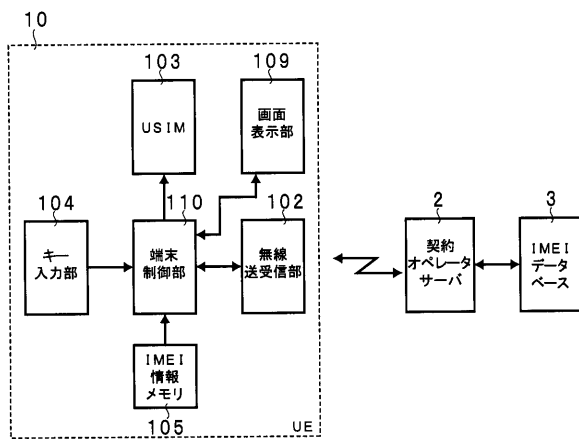 10
103
USIM
109
画面
表示部
104
キー
入力部
110
端末
制御部
102
無線
送受信部
IMEI
情報
メモリ
105
UE
2
契約
オペレータ
サーバ
3
IMEI
データ
ベース